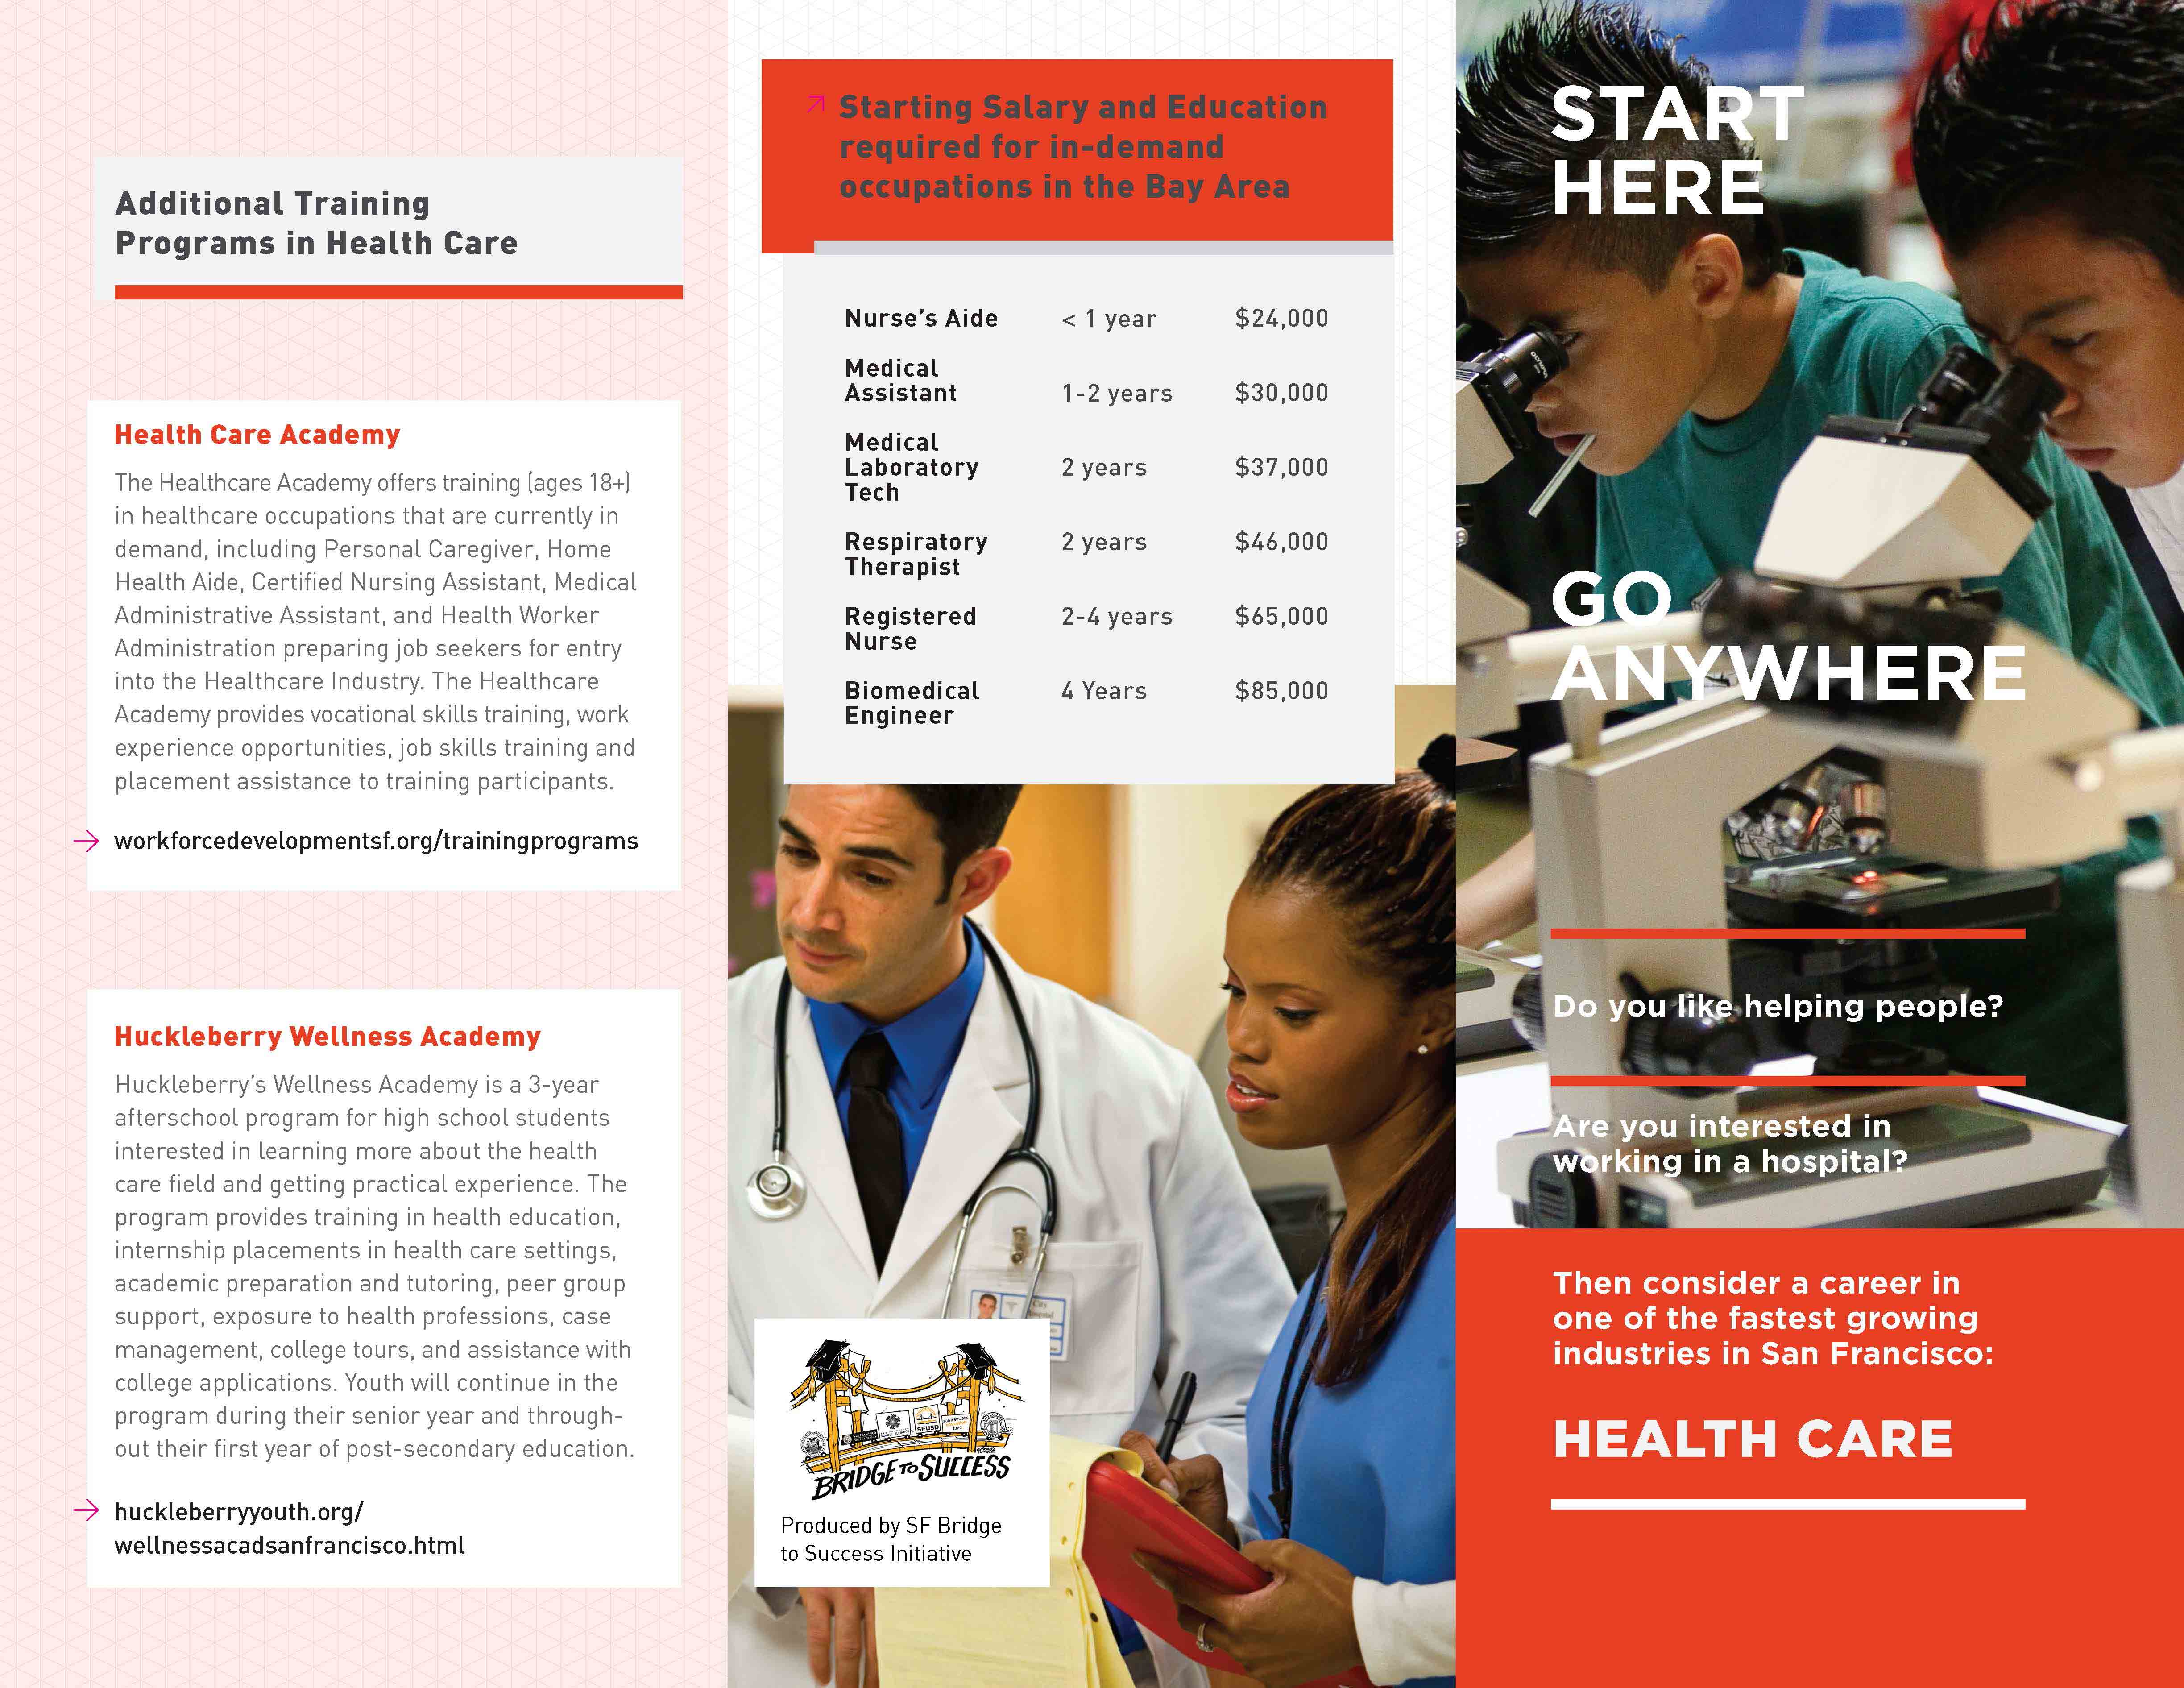 Additional Training
Programs in Health Care
Health Care Academy
The Healthcare Academy offers training (ages 18+)
in healthcare occupations that are currently in
demand, including Personal Caregiver, Home
Health Aide, Certified Nursing Assistant, Medical
Administrative Assistant, and Health Worker
Administration preparing job seekers for entry
into the Healthcare Industry. The Healthcare
Academy provides vocational skills training, work
experience opportunities, job skills training and
placement assistance to training participants.
workforcedevelopmentsf.org/trainingprograms
Huckleberry Wellness Academy
Huckleberry’s Wellness Academy is a 3-year
afterschool program for high school students
interested in learning more about the health
care field and getting practical experience. The
program provides training in health education,
internship placements in health care settings,
academic preparation and tutoring, peer group
support, exposure to health professions, case
management, college tours, and assistance with
college applications. Youth will continue in the
program during their senior year and through-
out their first year of post-secondary education.
huckleberryyouth.org/
wellnessacadsanfrancisco.html
Starting Salary and Education
required for in-demand
occupations in the Bay Area
Nurse’s Aide < 1 year $24,000
Medical
Assistant 1-2 years $30,000
Medical
Laboratory 2 years $37,000
Tech
Respiratory 2 years $46,000
Therapist
Registered 2-4 years $65,000
Nurse
Biomedical 4 Years $85,000
Engineer
City
SFUSD
san francisco
education
fund
BRIDGE TO SUCCESS
Produced by SF Bridge
to Success Initiative
START
HERE
OLYMPUS
GO
ANYWHERE
Do you like helping people?
Are you interested in
working in a hospital?
Then consider a career in
one of the fastest growing
industries in San Francisco:
HEALTH CARE